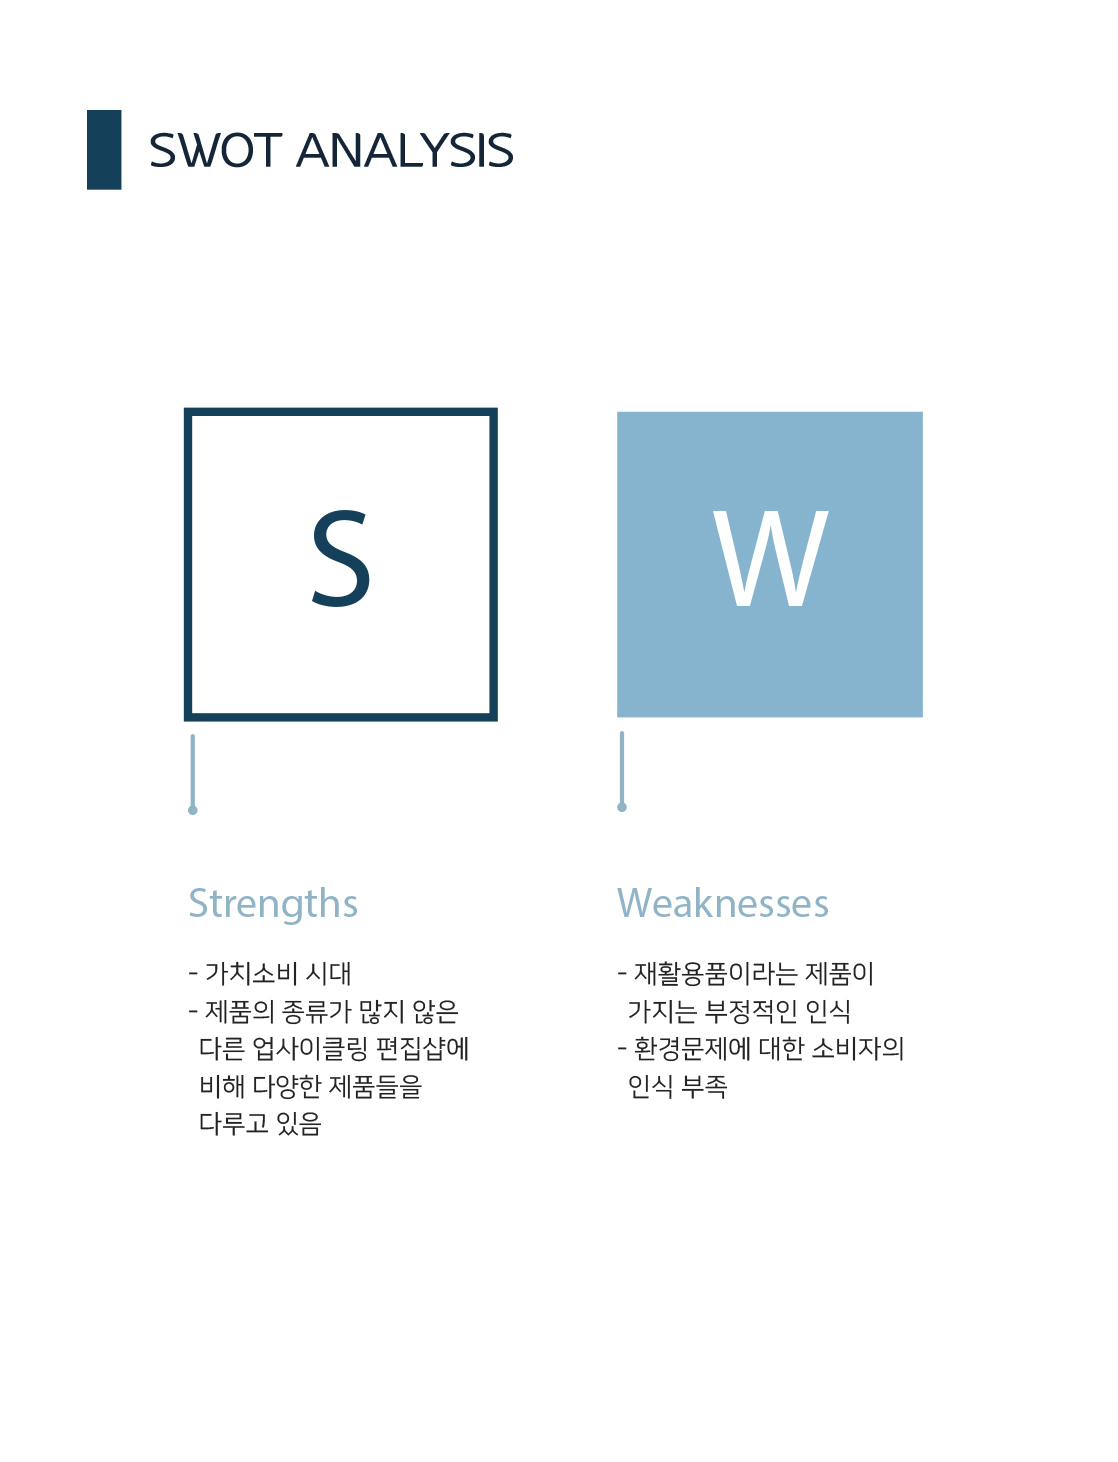 SWOT ANALYSIS
S
W
Strengths
- 가치소비 시대
- 제품의 종류가 많지 않은
다른 업사이클링 편집샵에
비해 다양한 제품들을
다루고 있음
Weaknesses
- 재활용품이라는 제품이
가지는 부정적인 인식
- 환경문제에 대한 소비자의
인식 부족